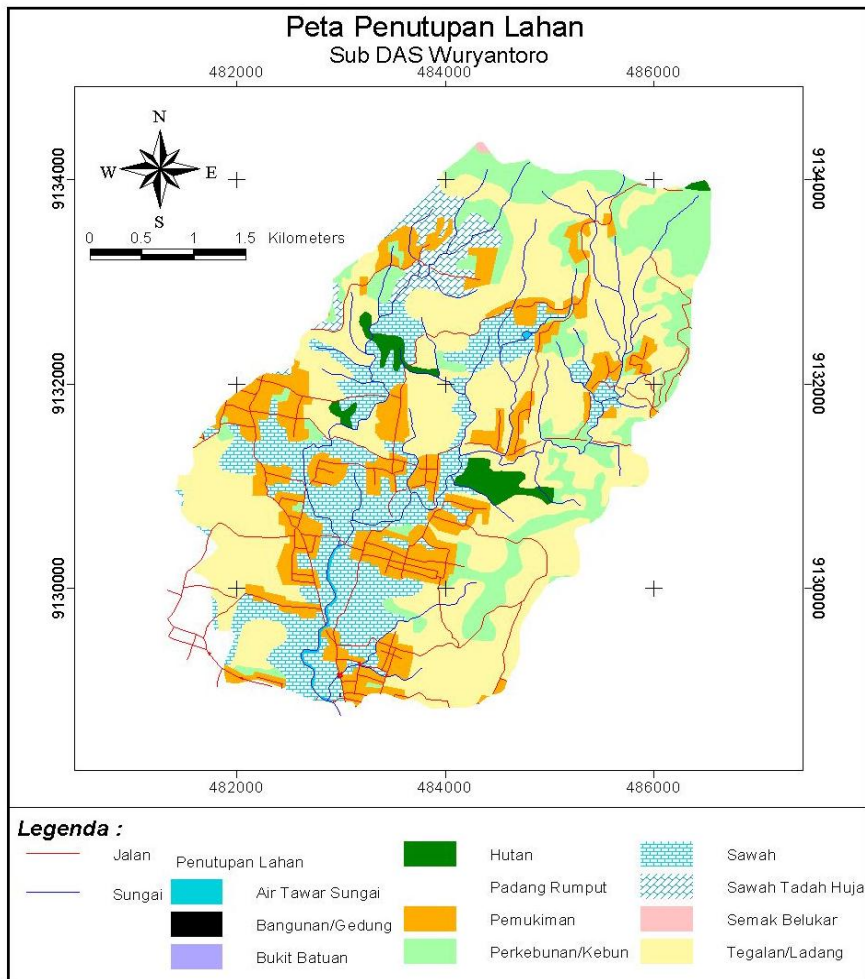 Peta Penutupan Lahan
Sub DAS Wuryantoro
482000 484000 486000
N
W E
S
9134000 9134000
0 0.5 1 1.5 Kilometers
9132000 9132000
9130000 9130000
482000 484000 486000
Legenda :
Jalan
Sungai
Penutupan Lahan
Air Tawar Sungai
Bangunan/Gedung
Bukit Batuan
Hutan
Padang Rumput
Pemukiman
Perkebunan/Kebun
Sawah
Sawah Tadah Huja
Semak Belukar
Tegalan/Ladang